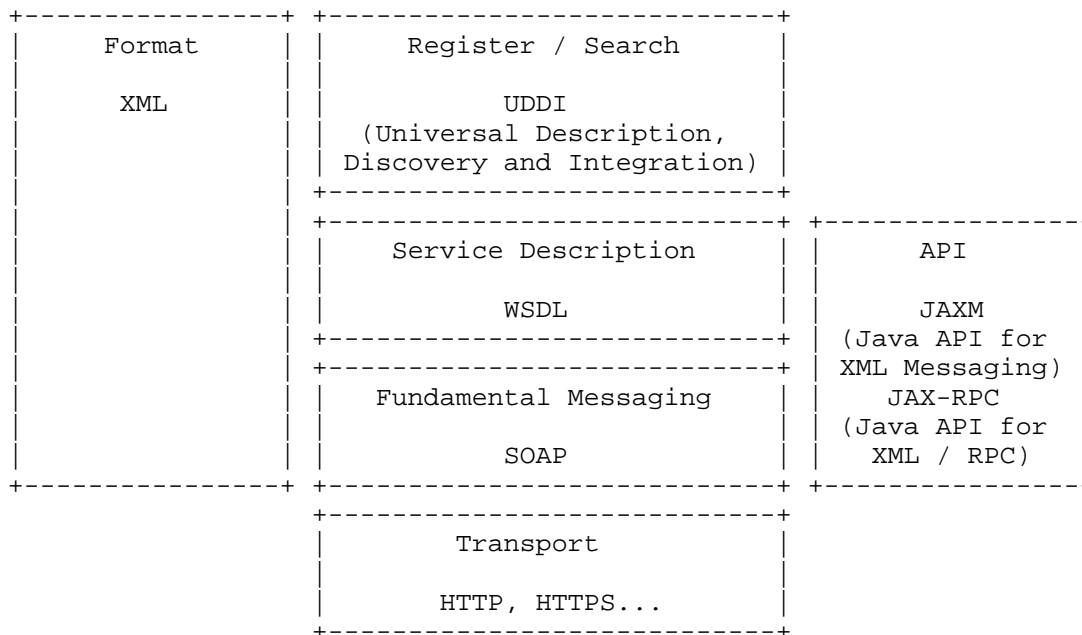 Format
XML
Register / Search
UDDI
(Universal Description,
Discovery and Integration)
Service Description
WSDL
Fundamental Messaging
SOAP
API
JAXM
(Java API for
XML Messaging)
JAX-RPC
(Java API for
XML / RPC)
Transport
HTTP, HTTPS...